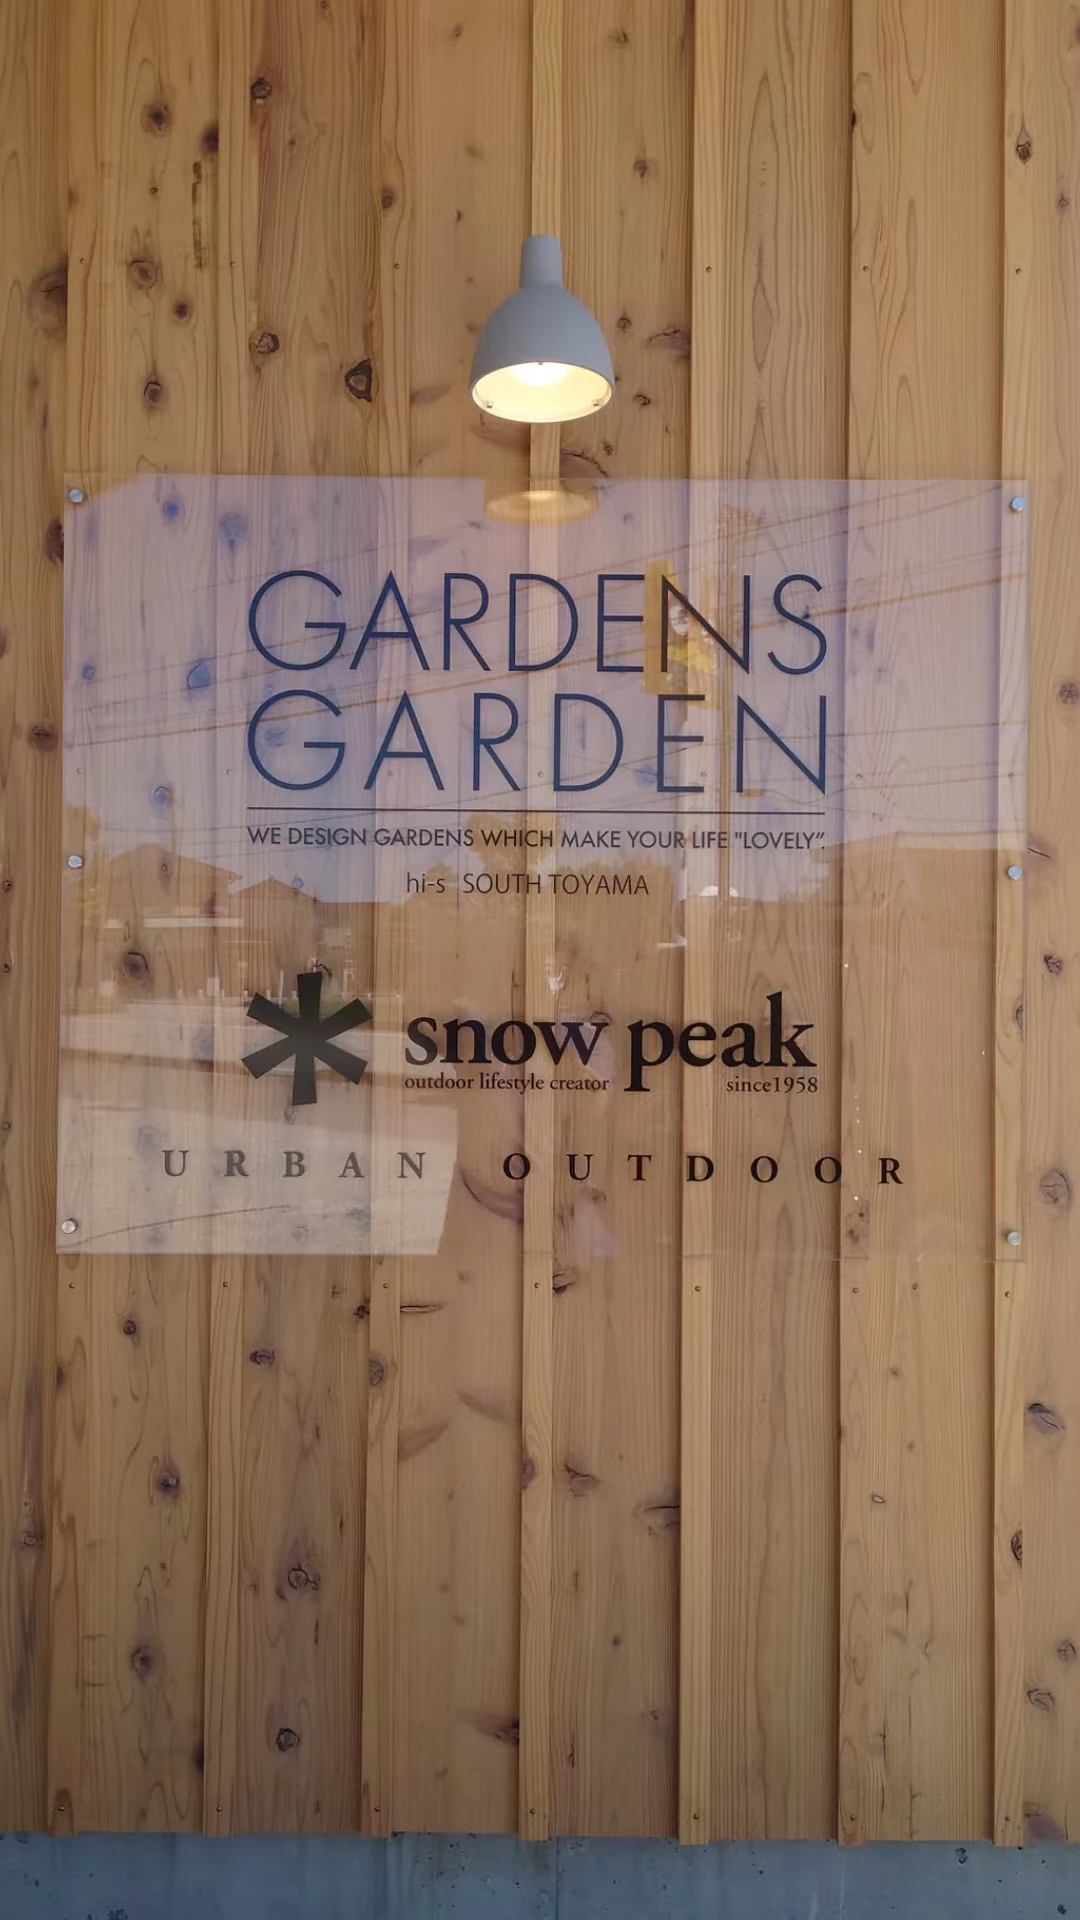 GARDENS
GARDEN
WE DESIGN GARDENS WHICH MAKE YOUR LIFE "LOVELY".
hi-s SOUTH TOYAMA
snow peak
outdoor lifestyle creator since1958
URBAN OUTDOOR